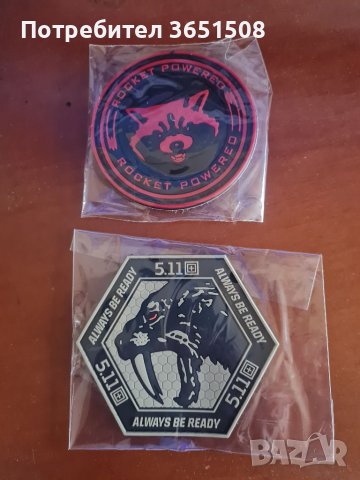 Потребител 3651508
ROCKET POWERED
ROCKET POWERED
5.11
ALWAYS BE READY
ALWAYS BE READY
5.11
5.11
ALWAYS BE READY
BAZAR